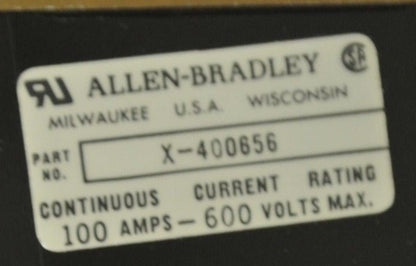 ALLEN-BRADLEY
MILWAUKEE U.S.A. WISCONSIN
PART NO. X-400656
CONTINUOUS CURRENT RATING
100 AMPS – 600 VOLTS MAX.